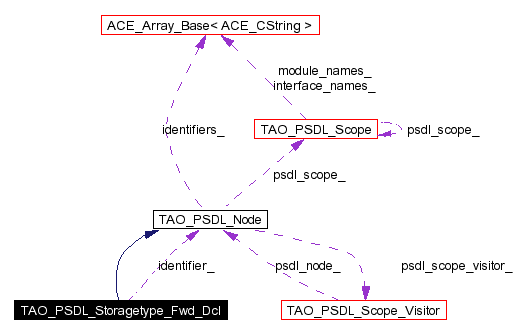 ACE_Array_Base< ACE_CString >
module_names_
interface_names_
identifiers_
TAO_PSDL_Scope
psdl_scope_
psdl_scope_
TAO_PSDL_Node
identifier_
psdl_node_
psdl_scope_visitor_
TAO_PSDL_Storagetype_Fwd_Dcl
TAO_PSDL_Scope_Visitor